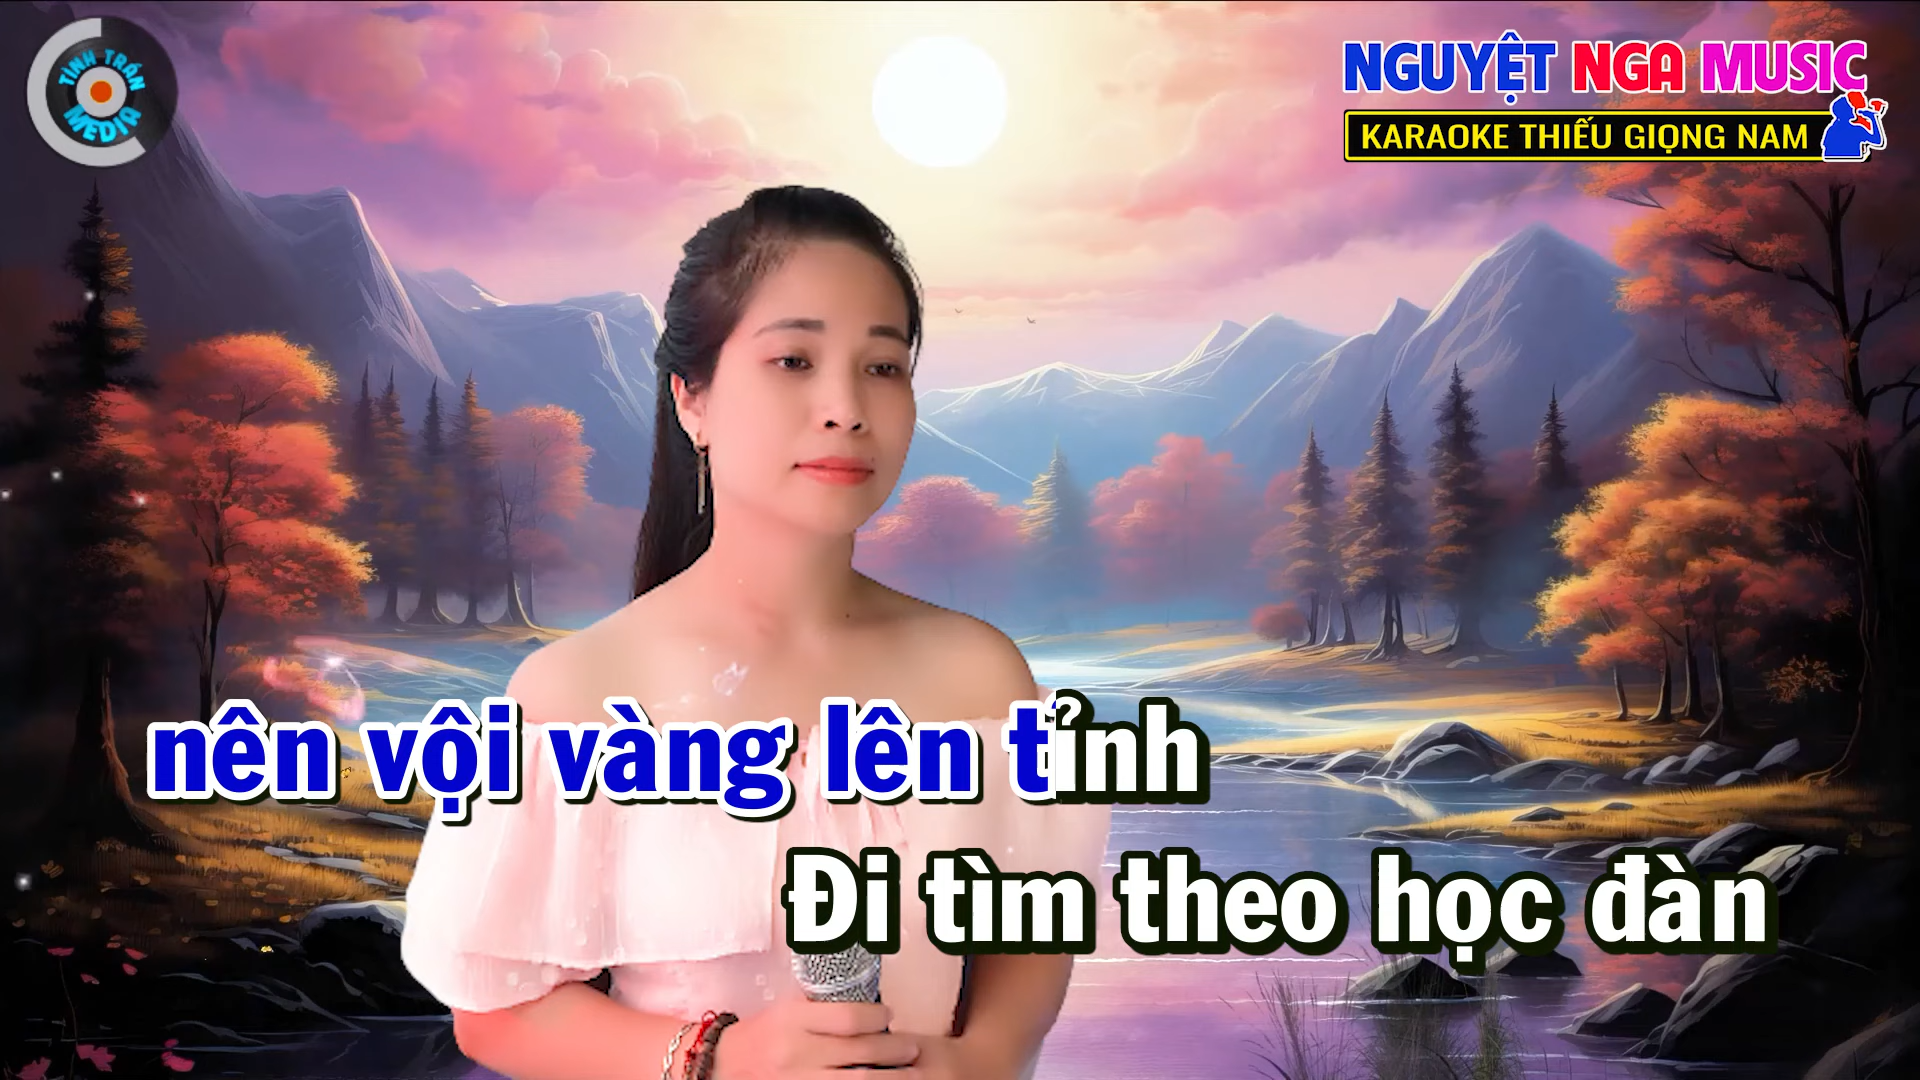 TÌNH TRẦN
MEDIA
NGUYỆT NGA MUSIC
KARAOKE THIẾU GIỌNG NAM
nên vội vàng lên tỉnh
Đi tìm theo học đàn